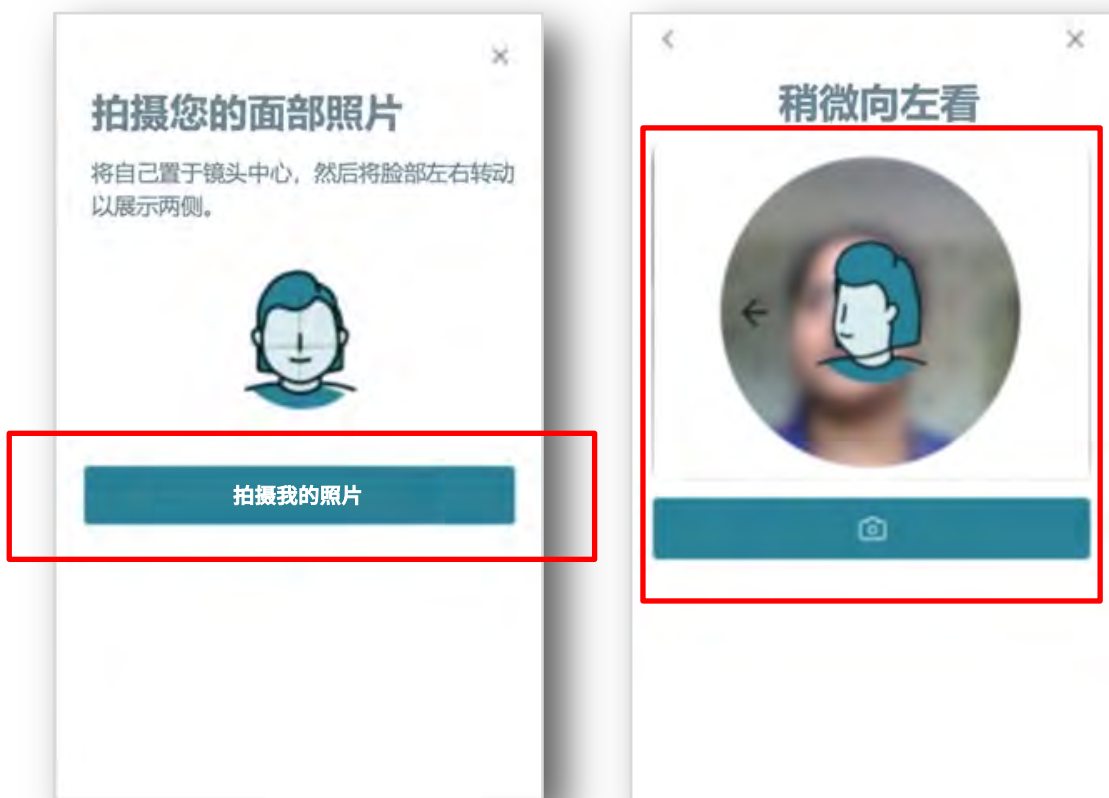 拍摄您的面部照片
将自己置于镜头中心，然后将脸部左右转动
以展示两侧。
拍摄我的照片
稍微向左看